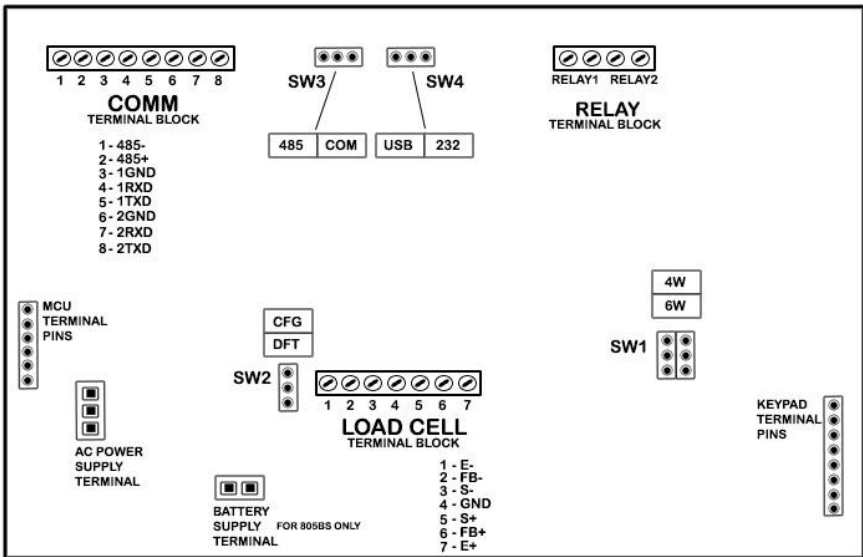 1 2 3 4 5 6 7 8
COMM
TERMINAL BLOCK
1 - 485-
2 - 485+
3 - 1GND
4 - 1RXD
5 - 1TXD
6 - 2GND
7 - 2RXD
8 - 2TXD
SW3
SW4
485 COM
USB 232
RELAY1 RELAY2
RELAY
TERMINAL BLOCK
MCU
TERMINAL
PINS
CFG
DFT
SW2
4W
6W
SW1
1 2 3 4 5 6 7
LOAD CELL
TERMINAL BLOCK
1 - E-
2 - FB-
3 - S-
4 - GND
5 - S+
6 - FB+
7 - E+
AC POWER
SUPPLY
TERMINAL
BATTERY
SUPPLY FOR 805BS ONLY
TERMINAL
KEYPAD
TERMINAL
PINS